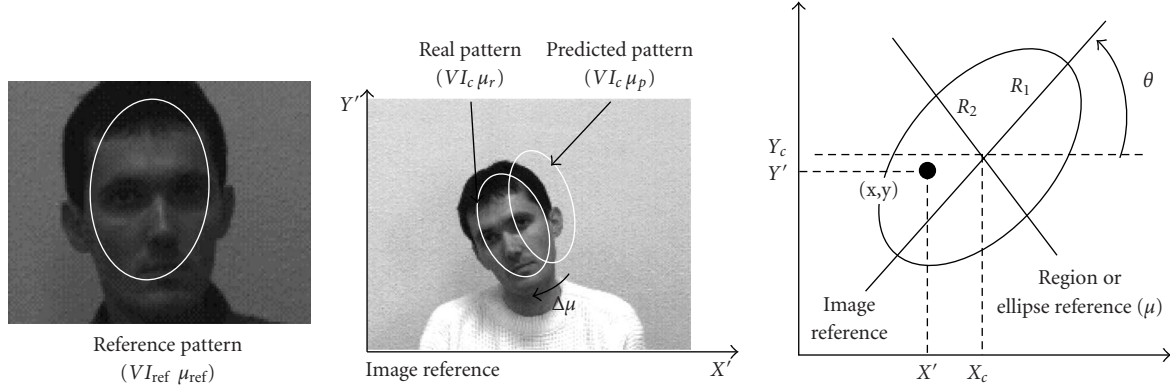 Reference pattern
(VI_ref μ_ref)
Real pattern
(VI_c μ_r)
Predicted pattern
(VI_c μ_p)
Y′
Δμ
Image reference
X′
θ
R_1
R_2
Y_c
Y′
(x,y)
Image
reference
Region or
ellipse reference (μ)
X′
X_c